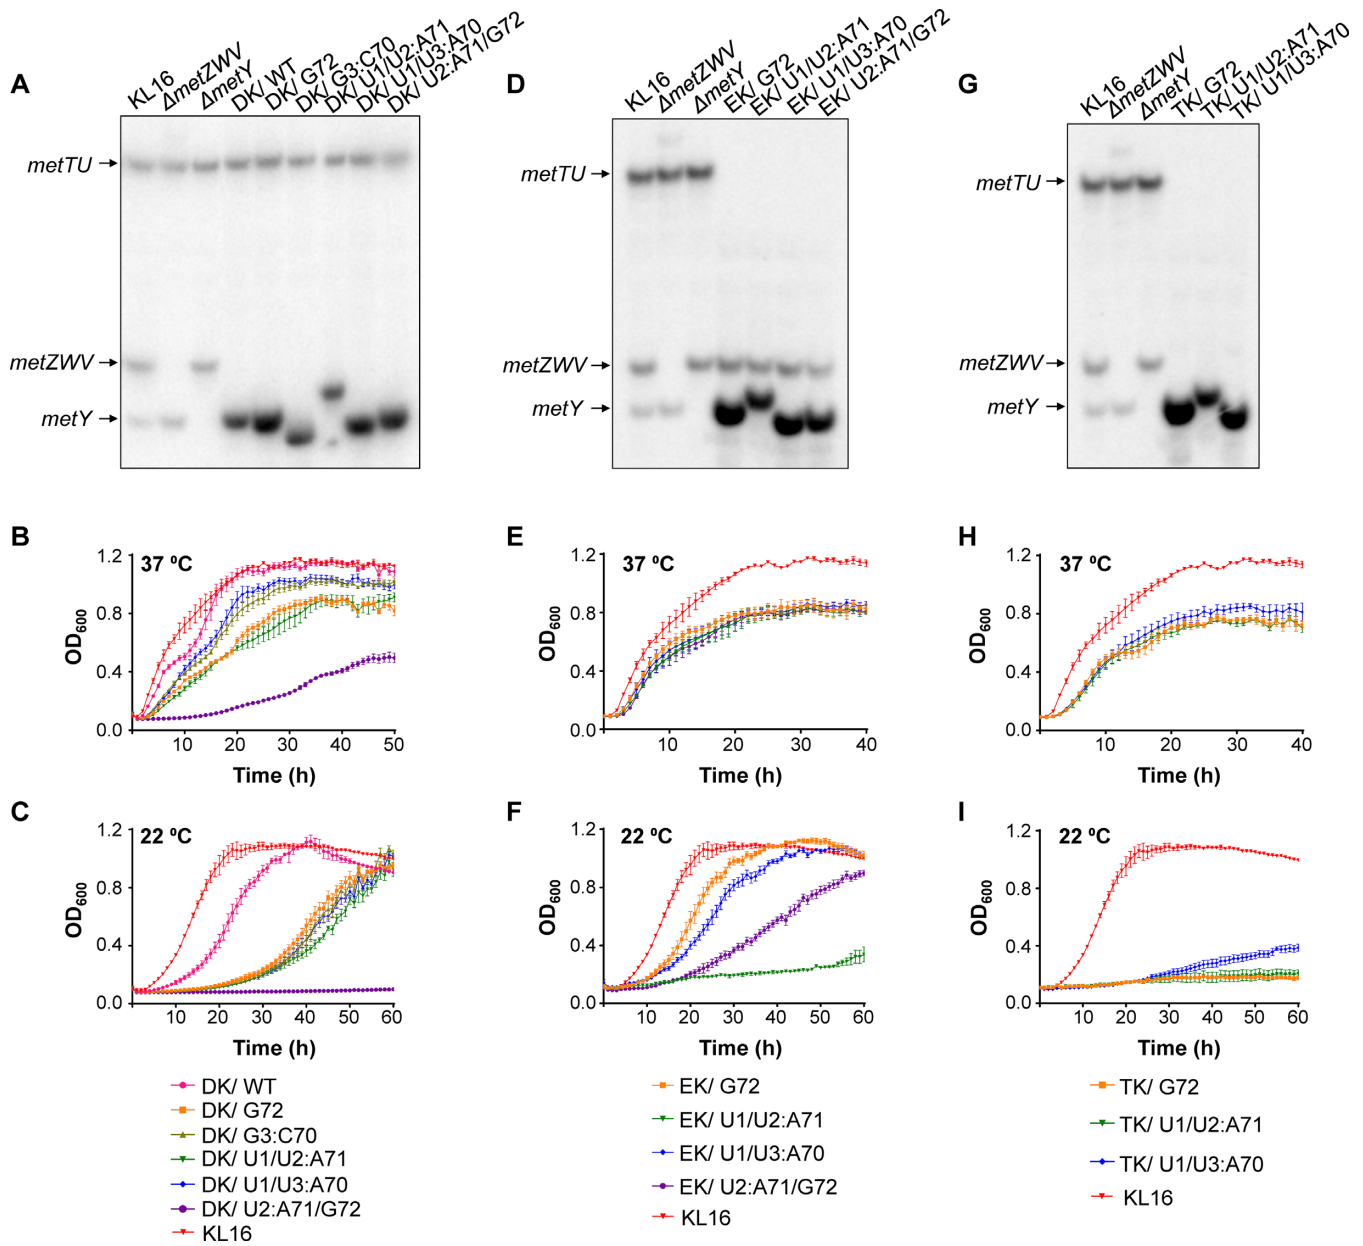 A
KL16
ΔmetZWV
ΔmetY
DK/ WT
DK/ G72
DK/ G3:C70
DK/ U1/U2:A71
DK/ U1/U3:A70
DK/ U2:A71/G72
metTU
metZWV
metY
D
KL16
ΔmetZWV
ΔmetY
EK/ G72
EK/ U1/U2:A71
EK/ U1/U3:A70
EK/ U2:A71/G72
metTU
metZWV
metY
G
KL16
ΔmetZWV
ΔmetY
TK/ G72
TK/ U1/U2:A71
TK/ U1/U3:A70
metTU
metZWV
metY
B
37 ºC
OD600
1.2
0.8
0.4
0.0
10 20 30 40 50
Time (h)
E
37 ºC
OD600
1.2
0.8
0.4
0.0
10 20 30 40
Time (h)
H
37 ºC
OD600
1.2
0.8
0.4
0.0
10 20 30 40
Time (h)
C
22 ºC
OD600
1.2
0.8
0.4
0.0
10 20 30 40 50 60
Time (h)
F
22 ºC
OD600
1.2
0.8
0.4
0.0
10 20 30 40 50 60
Time (h)
I
22 ºC
OD600
1.2
0.8
0.4
0.0
10 20 30 40 50 60
Time (h)
DK/ WT
DK/ G72
DK/ G3:C70
DK/ U1/U2:A71
DK/ U1/U3:A70
DK/ U2:A71/G72
KL16
EK/ G72
EK/ U1/U2:A71
EK/ U1/U3:A70
EK/ U2:A71/G72
KL16
TK/ G72
TK/ U1/U2:A71
TK/ U1/U3:A70
KL16